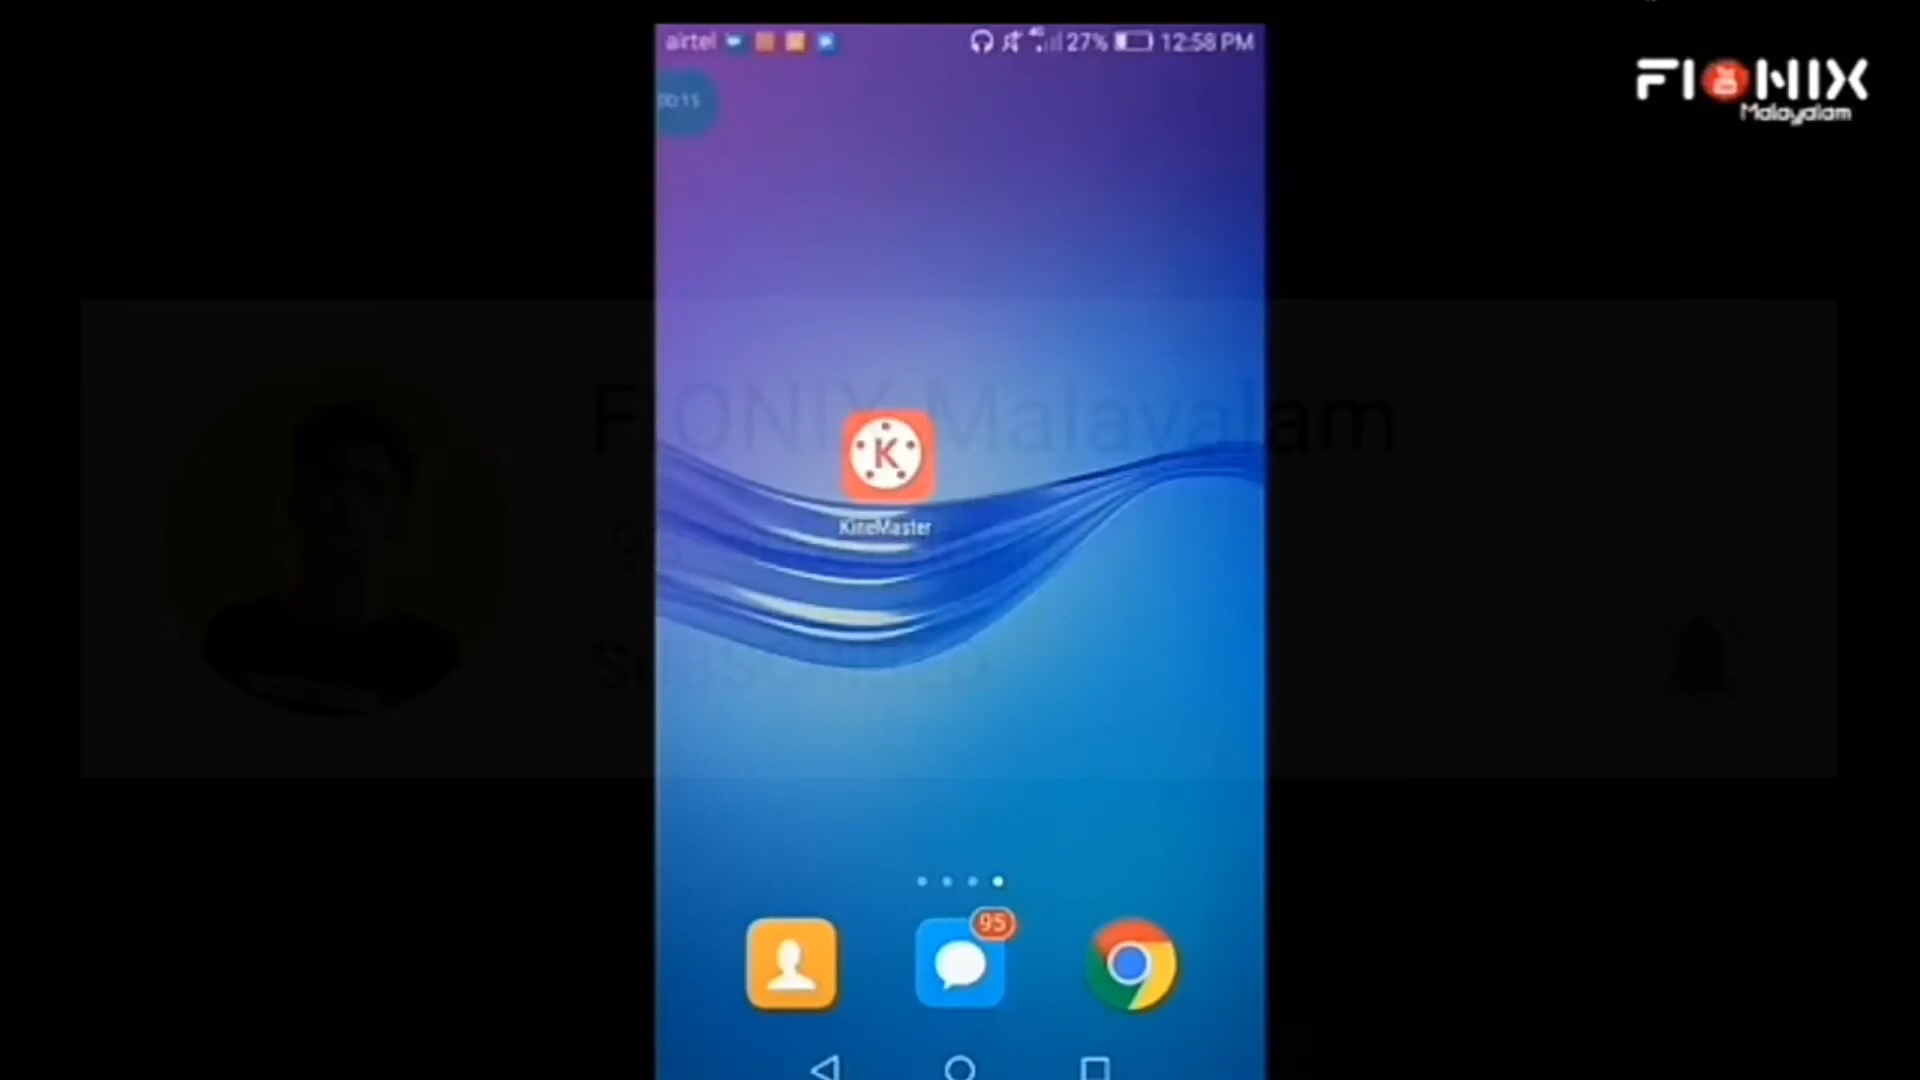 airtel 27% 12:58 PM
FIONIX
Malayalam
00:15
FIONIX Malayalam
K
KineMaster
95